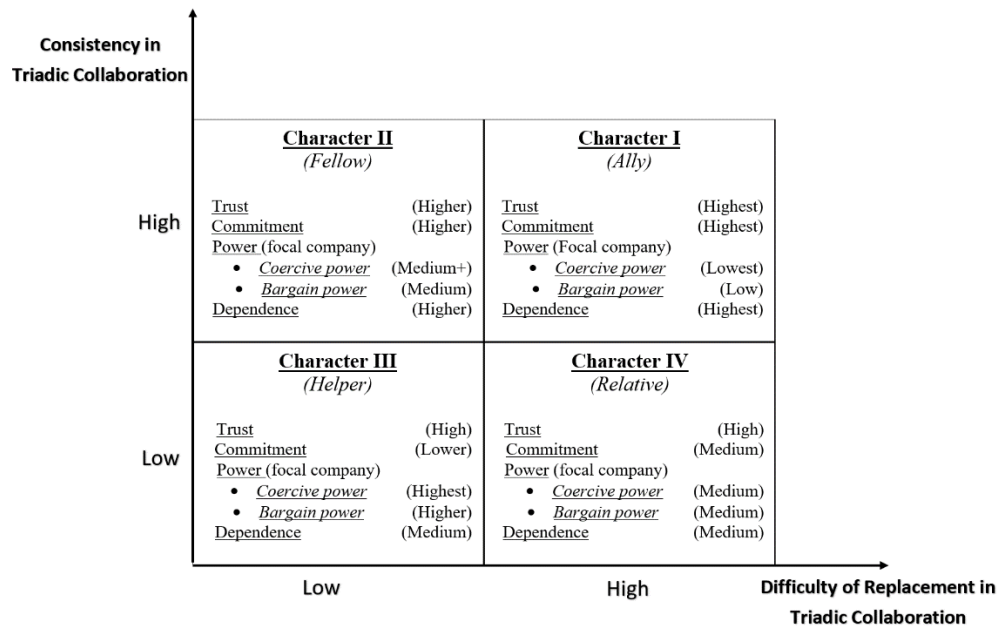 Consistency in
Triadic Collaboration
High
Low
Character II
(Fellow)
Trust (Higher)
Commitment (Higher)
Power (focal company)
• Coercive power (Medium+)
• Bargain power (Medium)
Dependence (Higher)
Character I
(Ally)
Trust (Highest)
Commitment (Highest)
Power (Focal company)
• Coercive power (Lowest)
• Bargain power (Low)
Dependence (Highest)
Character III
(Helper)
Trust (High)
Commitment (Lower)
Power (focal company)
• Coercive power (Highest)
• Bargain power (Higher)
Dependence (Medium)
Character IV
(Relative)
Trust (High)
Commitment (Medium)
Power (focal company)
• Coercive power (Medium)
• Bargain power (Medium)
Dependence (Medium)
Low
High
Difficulty of Replacement in
Triadic Collaboration